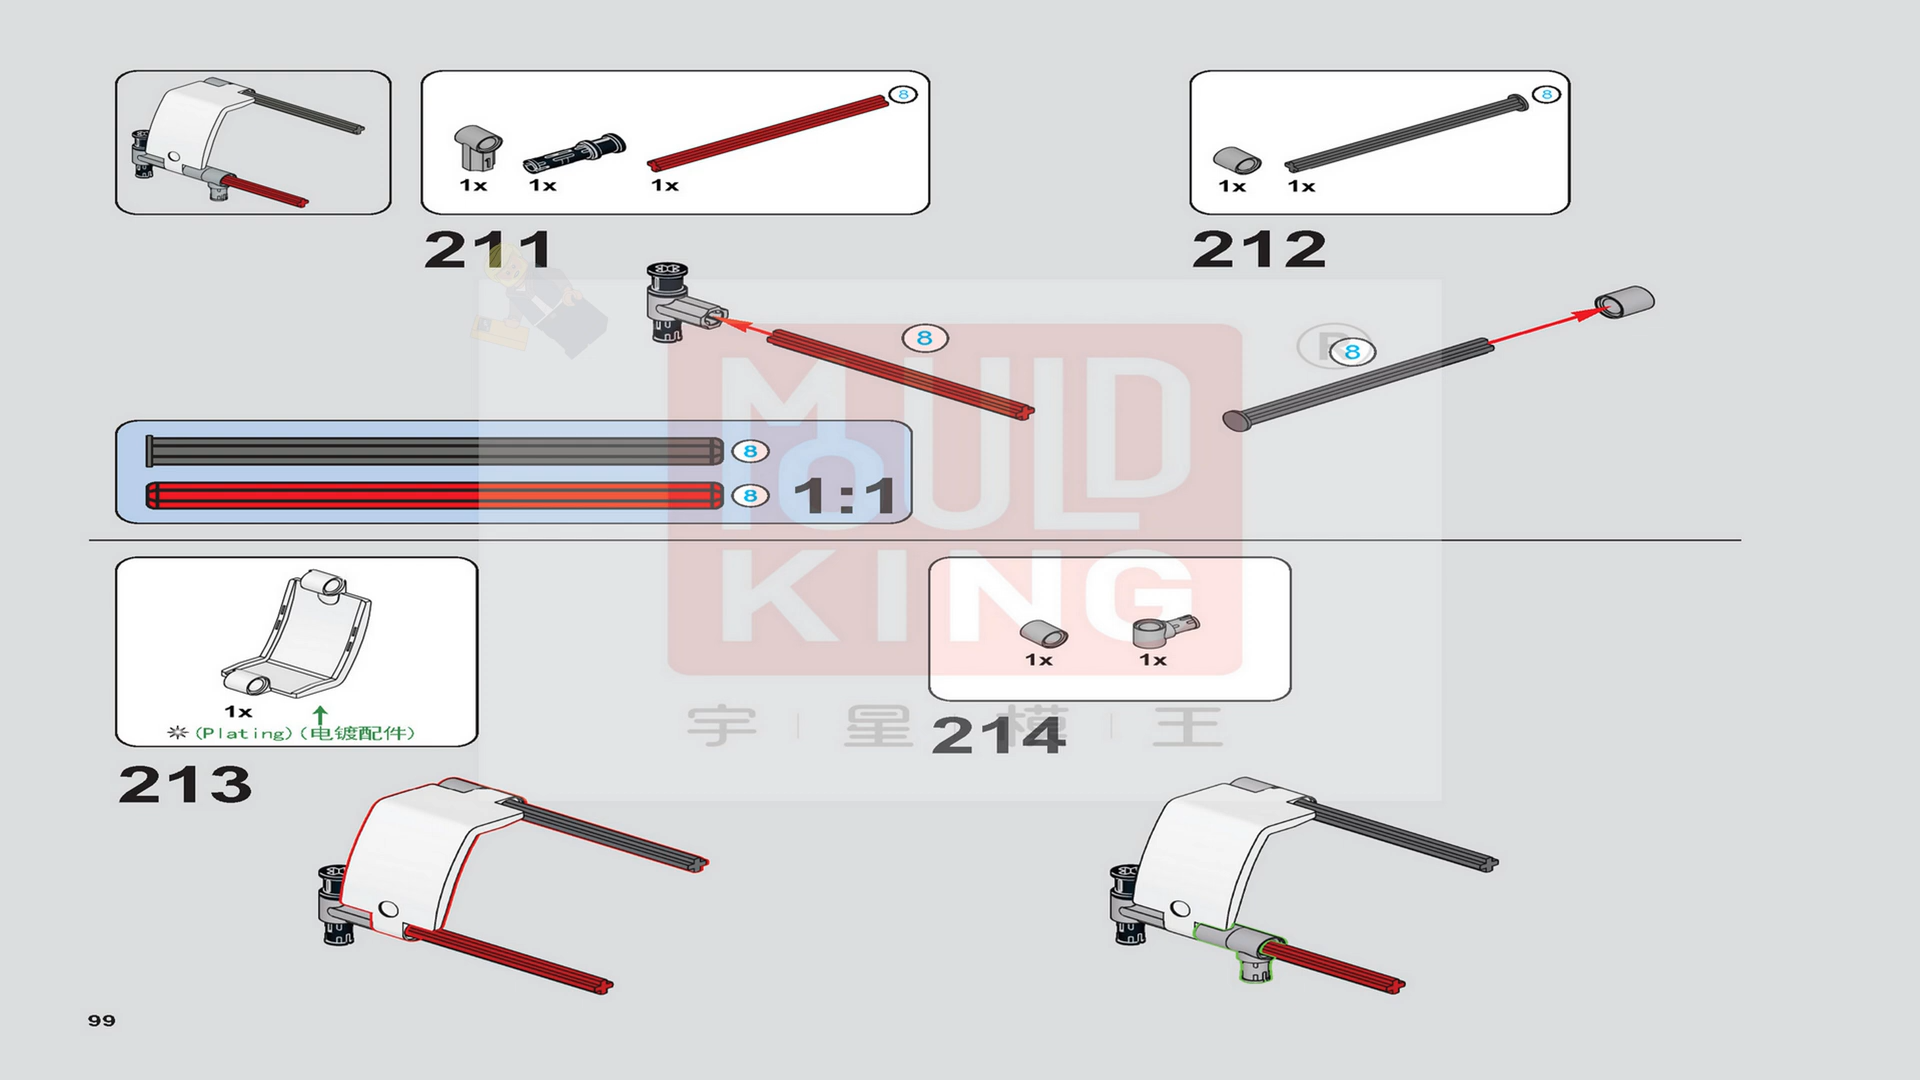 8
1x 1x 1x
211
8
1x 1x
212
8
8
8
8 1:1
MOULD
KING
®
宇 | 星 | 模 | 王
1x
(Plating)(电镀配件)
213
1x 1x
214
99